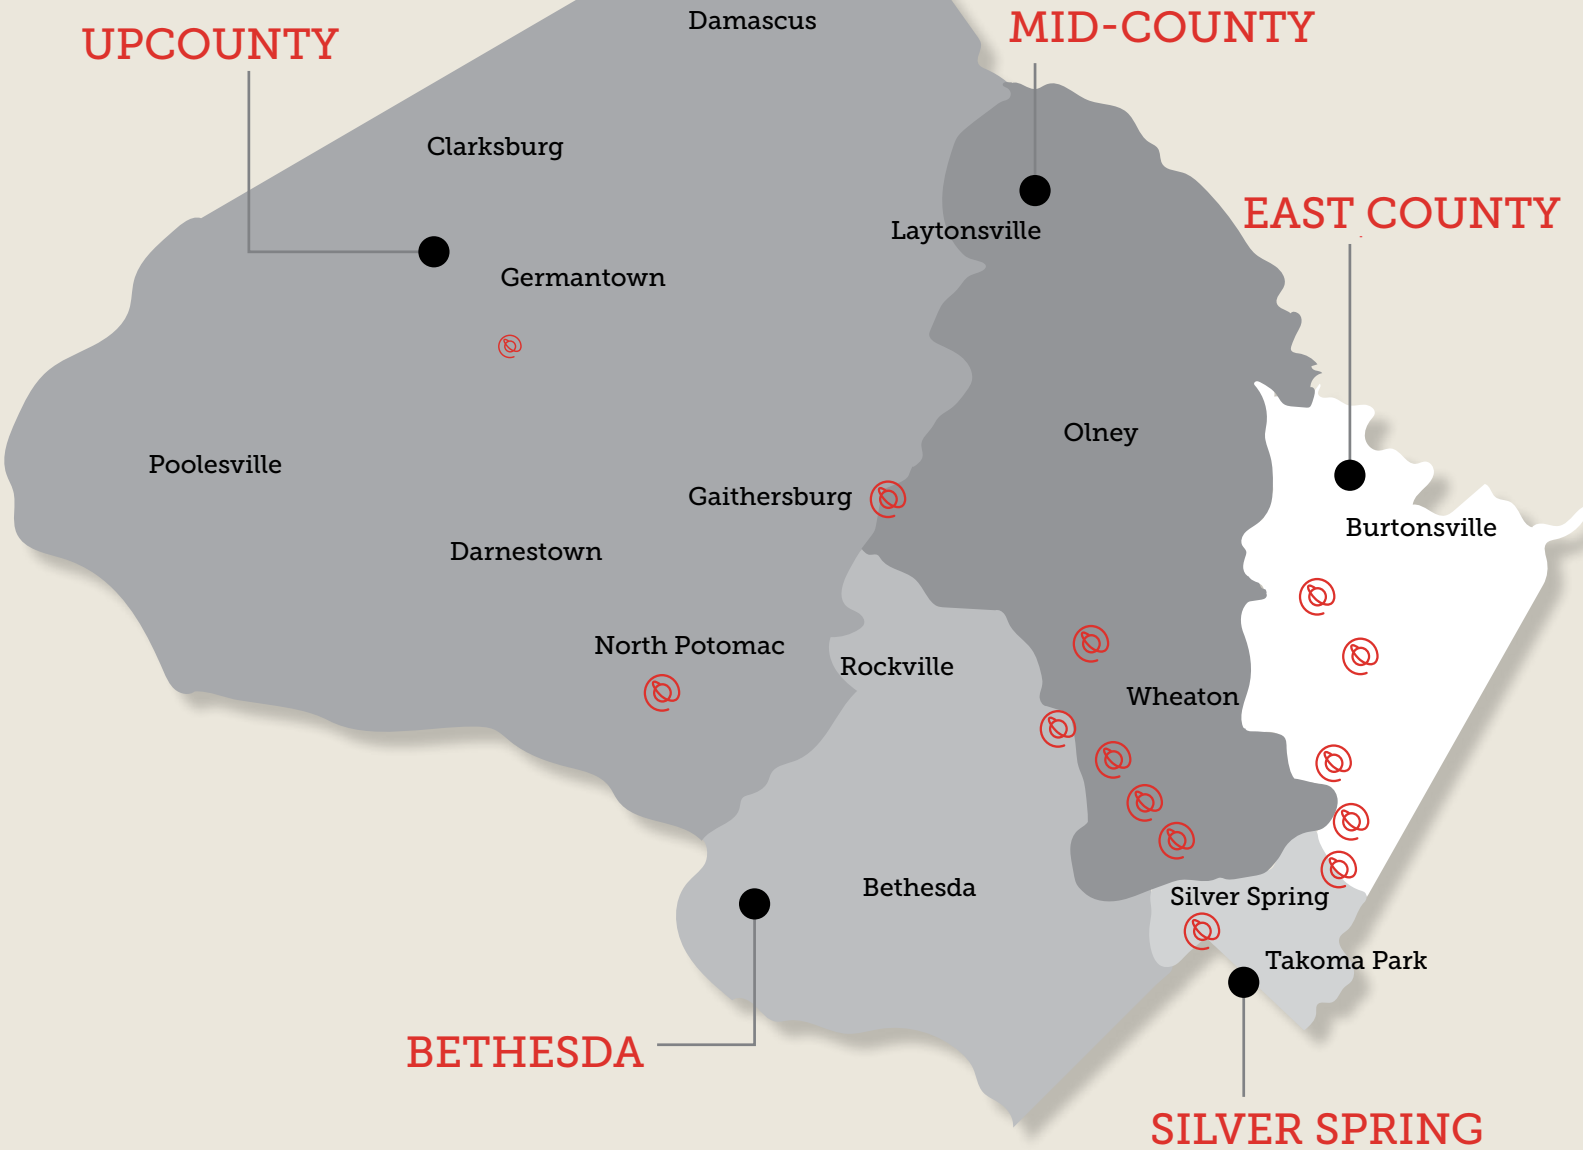 Damascus
UPCOUNTY
MID-COUNTY
Clarksburg
EAST COUNTY
Laytonsville
Germantown
Olney
Poolesville
Gaithersburg
Burtonsville
Darnestown
North Potomac
Rockville
Wheaton
Bethesda
Silver Spring
Takoma Park
BETHESDA
SILVER SPRING